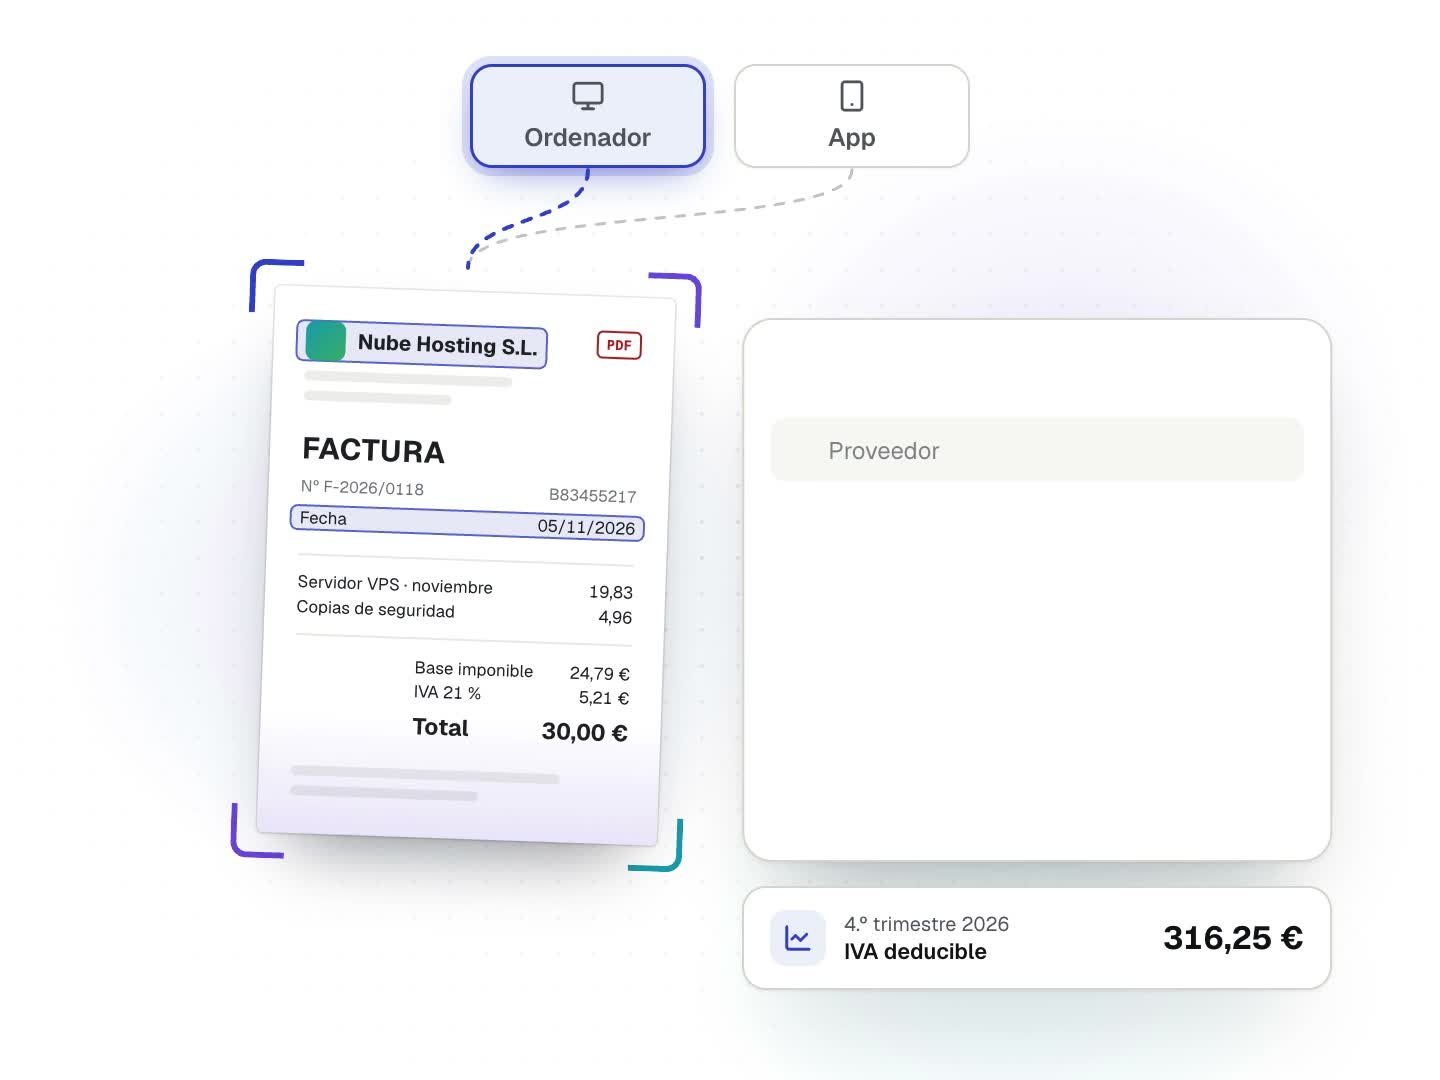 Ordenador
App
Nube Hosting S.L.
PDF
FACTURA
Nº F-2026/0118 B83455217
Fecha 05/11/2026
Servidor VPS · noviembre 19,83
Copias de seguridad 4,96
Base imponible 24,79 €
IVA 21 % 5,21 €
Total 30,00 €
Proveedor
4.º trimestre 2026
IVA deducible
316,25 €